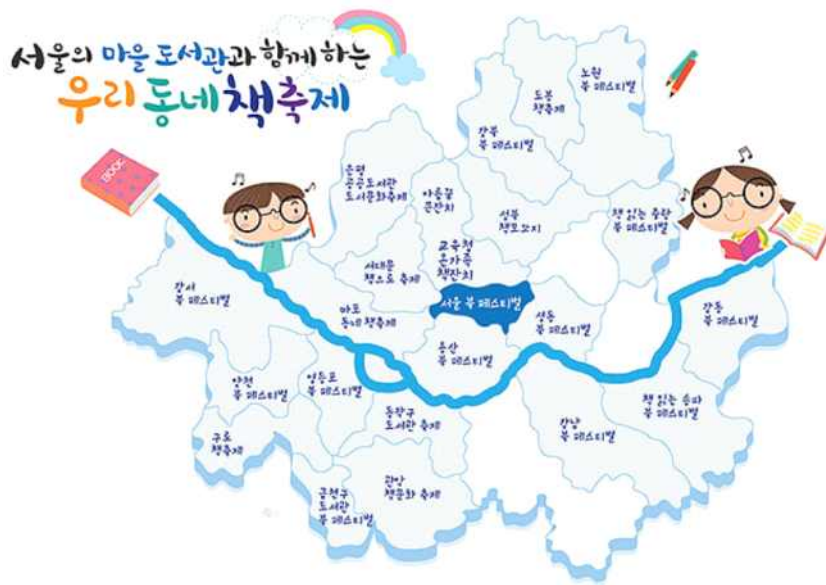 서울의 마을 도서관과 함께 하는
우리 동네 책 축제
BOOC
노원
북 페스티벌
도봉
책축제
강북
북 페스티벌
은평
공공도서관
도서문화축제
마음꽃
큰잔치
성북
책모꼬지
책 읽는 중랑
북 페스티벌
교육청
온가족
책잔치
서대문
책으로 축제
강서
북 페스티벌
마포
동네 책축제
서울 북 페스티벌
성동
북 페스티벌
강동
북 페스티벌
용산
북 페스티벌
양천
북 페스티벌
영등포
북 페스티벌
동작구
도서관 축제
강남
북 페스티벌
책 읽는 송파
북 페스티벌
구로
책축제
금천구
도서관
북 페스티벌
관악
책문화 축제